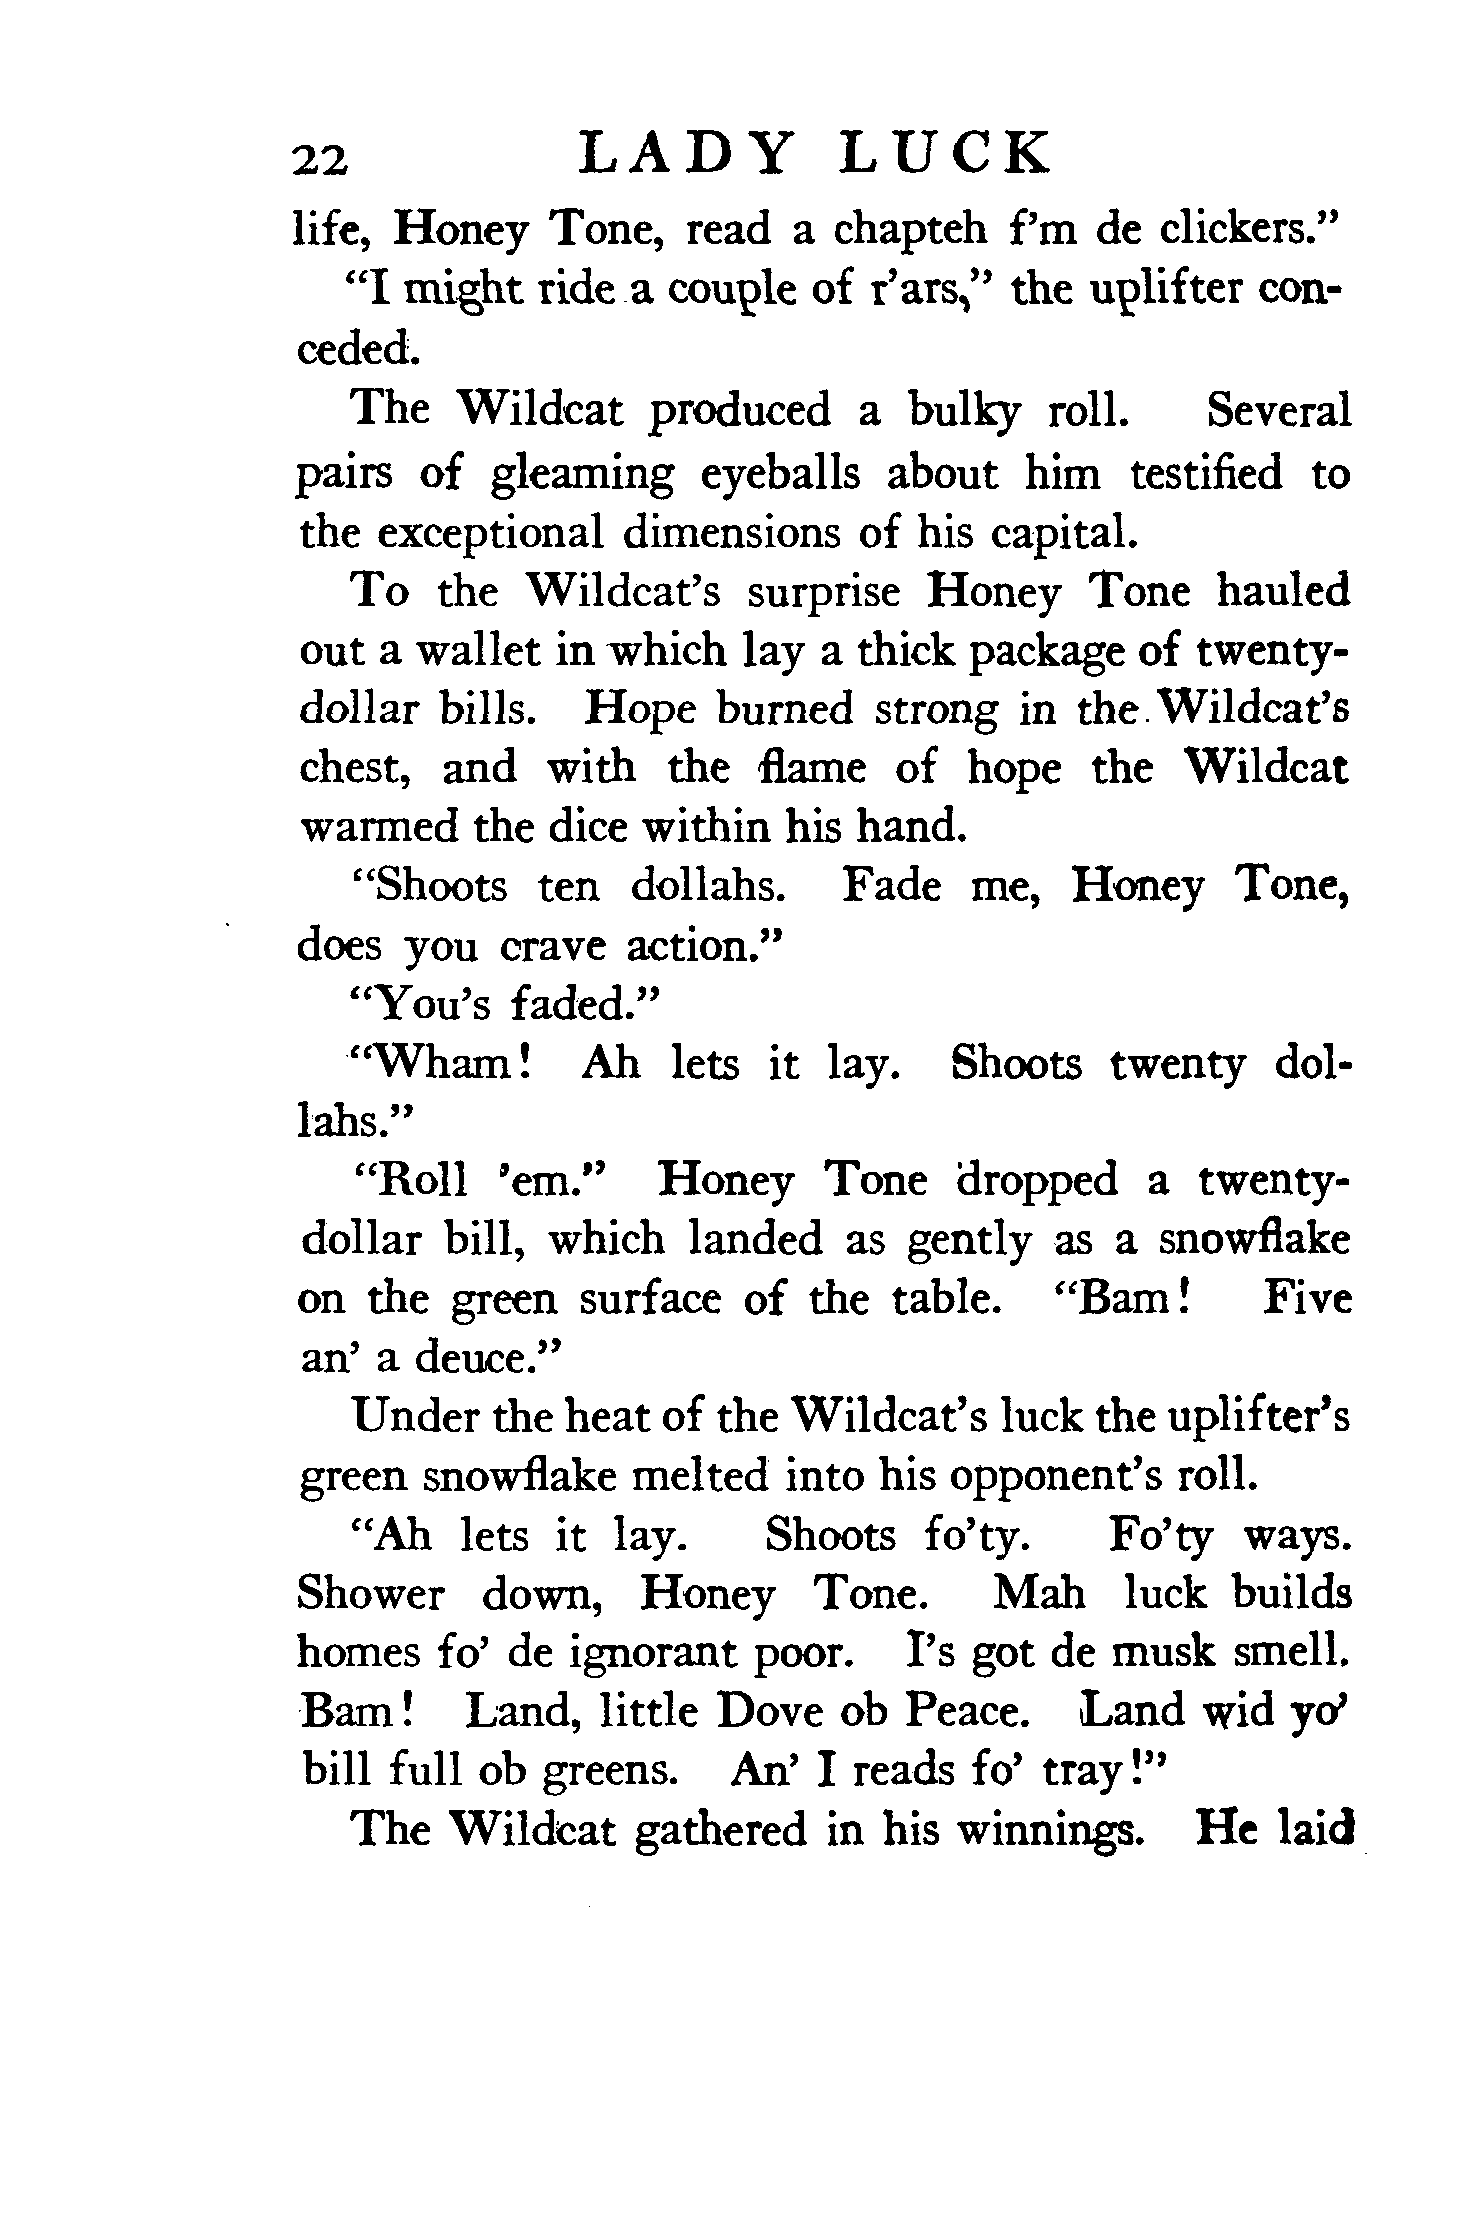 22 LADY LUCK
life, Honey Tone, read a chapteh f'm de clickers."
"I might ride a couple of r'ars," the uplifter con-
ceded.
The Wildcat produced a bulky roll. Several
pairs of gleaming eyeballs about him testified to
the exceptional dimensions of his capital.
To the Wildcat's surprise Honey Tone hauled
out a wallet in which lay a thick package of twenty-
dollar bills. Hope burned strong in the Wildcat's
chest, and with the flame of hope the Wildcat
warmed the dice within his hand.
"Shoots ten dollahs. Fade me, Honey Tone,
does you crave action."
"You's faded."
"Wham! Ah lets it lay. Shoots twenty dol-
lahs."
"Roll 'em." Honey Tone dropped a twenty-
dollar bill, which landed as gently as a snowflake
on the green surface of the table. "Bam! Five
an' a deuce."
Under the heat of the Wildcat's luck the uplifter's
green snowflake melted into his opponent's roll.
"Ah lets it lay. Shoots fo'ty. Fo'ty ways.
Shower down, Honey Tone. Mah luck builds
homes fo' de ignorant poor. I's got de musk smell.
Bam! Land, little Dove ob Peace. Land wid yo'
bill full ob greens. An' I reads fo' tray!"
The Wildcat gathered in his winnings. He laid